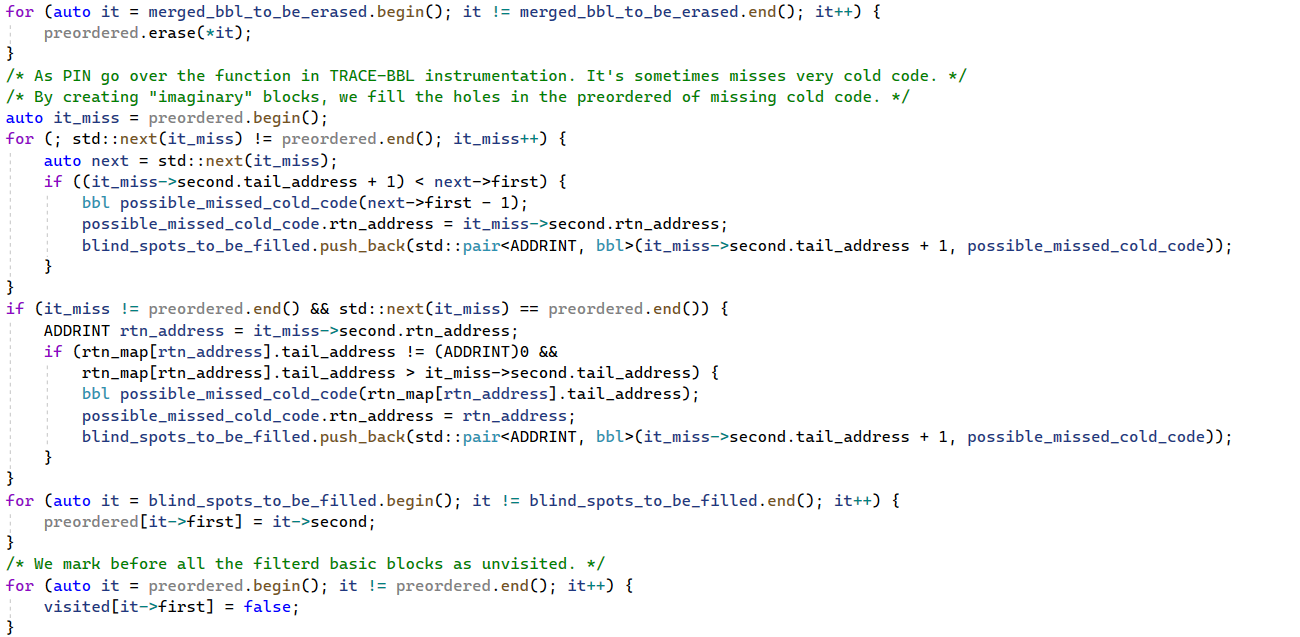 for (auto it = merged_bbl_to_be_erased.begin(); it != merged_bbl_to_be_erased.end(); it++) {
    preordered.erase(*it);
}
/* As PIN go over the function in TRACE-BBL instrumentation. It's sometimes misses very cold code. */
/* By creating "imaginary" blocks, we fill the holes in the preordered of missing cold code. */
auto it_miss = preordered.begin();
for (; std::next(it_miss) != preordered.end(); it_miss++) {
    auto next = std::next(it_miss);
    if ((it_miss->second.tail_address + 1) < next->first) {
        bbl possible_missed_cold_code(next->first - 1);
        possible_missed_cold_code.rtn_address = it_miss->second.rtn_address;
        blind_spots_to_be_filled.push_back(std::pair<ADDRINT, bbl>(it_miss->second.tail_address + 1, possible_missed_cold_code));
    }
}
if (it_miss != preordered.end() && std::next(it_miss) == preordered.end()) {
    ADDRINT rtn_address = it_miss->second.rtn_address;
    if (rtn_map[rtn_address].tail_address != (ADDRINT)0 &&
        rtn_map[rtn_address].tail_address > it_miss->second.tail_address) {
        bbl possible_missed_cold_code(rtn_map[rtn_address].tail_address);
        possible_missed_cold_code.rtn_address = rtn_address;
        blind_spots_to_be_filled.push_back(std::pair<ADDRINT, bbl>(it_miss->second.tail_address + 1, possible_missed_cold_code));
    }
}
for (auto it = blind_spots_to_be_filled.begin(); it != blind_spots_to_be_filled.end(); it++) {
    preordered[it->first] = it->second;
}
/* We mark before all the filterd basic blocks as unvisited. */
for (auto it = preordered.begin(); it != preordered.end(); it++) {
    visited[it->first] = false;
}